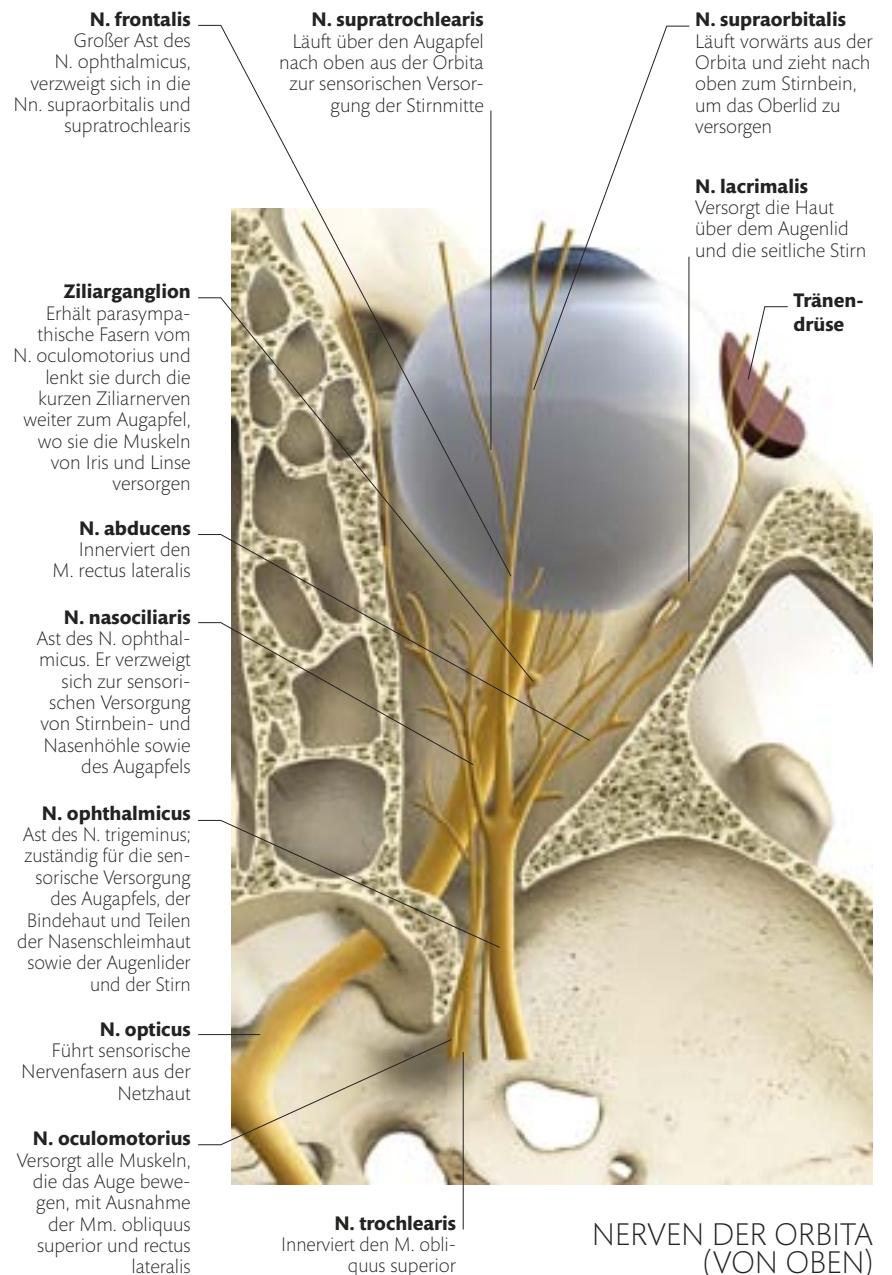 N. frontalis
Großer Ast des
N. ophthalmicus,
verzweigt sich in die
Nn. supraorbitalis und
supratrochlearis
N. supratrochlearis
Läuft über den Augapfel
nach oben aus der Orbita
zur sensorischen Versor-
gung der Stirnmitte
N. supraorbitalis
Läuft vorwärts aus der
Orbita und zieht nach
oben zum Stirnbein,
um das Oberlid zu
versorgen
N. lacrimalis
Versorgt die Haut
über dem Augenlid
und die seitliche Stirn
Tränen-
drüse
Ziliarganglion
Erhält parasympa-
thische Fasern vom
N. oculomotorius und
lenkt sie durch die
kurzen Ziliarnerven
weiter zum Augapfel,
wo sie die Muskeln
von Iris und Linse
versorgen
N. abducens
Innerviert den
M. rectus lateralis
N. nasociliaris
Ast des N. ophthal-
micus. Er verzweigt
sich zur sensori-
schen Versorgung
von Stirnbein- und
Nasenhöhle sowie
des Augapfels
N. ophthalmicus
Ast des N. trigeminus;
zuständig für die sen-
sorische Versorgung
des Augapfels, der
Bindehaut und Teilen
der Nasenschleimhaut
sowie der Augenlider
und der Stirn
N. opticus
Führt sensorische
Nervenfasern aus der
Netzhaut
N. oculomotorius
Versorgt alle Muskeln,
die das Auge bewe-
gen, mit Ausnahme
der Mm. obliquus
superior und rectus
lateralis
N. trochlearis
Innerviert den M. obli-
quus superior
NERVEN DER ORBITA
(VON OBEN)